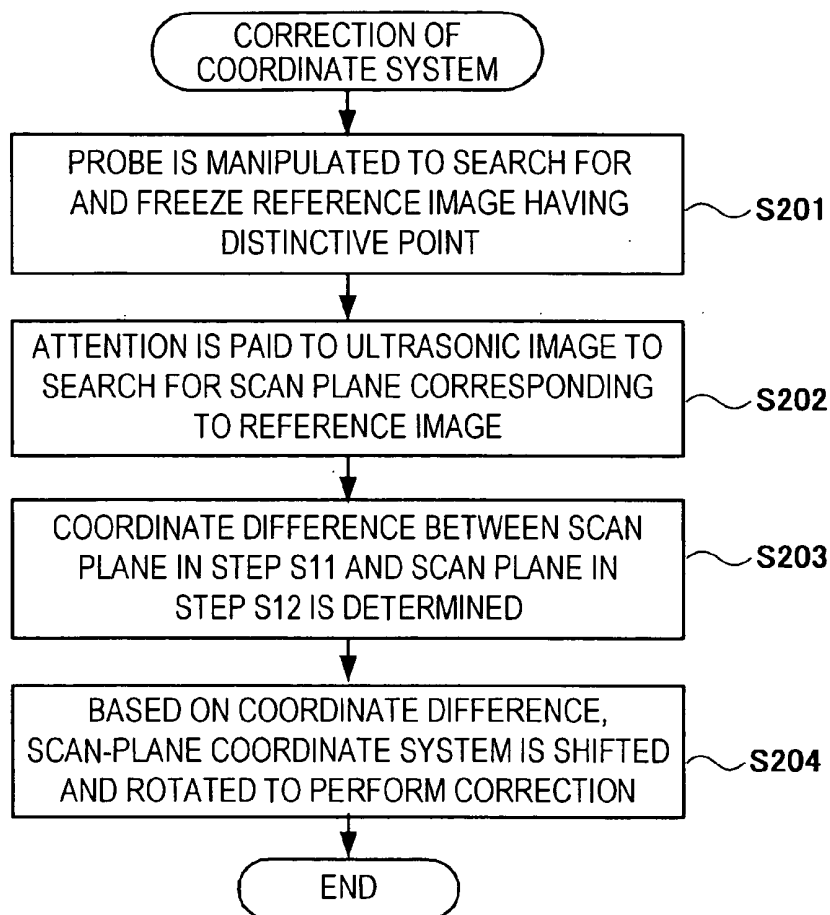 CORRECTION OF
COORDINATE SYSTEM
PROBE IS MANIPULATED TO SEARCH FOR
AND FREEZE REFERENCE IMAGE HAVING
DISTINCTIVE POINT
S201
ATTENTION IS PAID TO ULTRASONIC IMAGE TO
SEARCH FOR SCAN PLANE CORRESPONDING
TO REFERENCE IMAGE
S202
COORDINATE DIFFERENCE BETWEEN SCAN
PLANE IN STEP S11 AND SCAN PLANE IN
STEP S12 IS DETERMINED
S203
BASED ON COORDINATE DIFFERENCE,
SCAN-PLANE COORDINATE SYSTEM IS SHIFTED
AND ROTATED TO PERFORM CORRECTION
S204
END